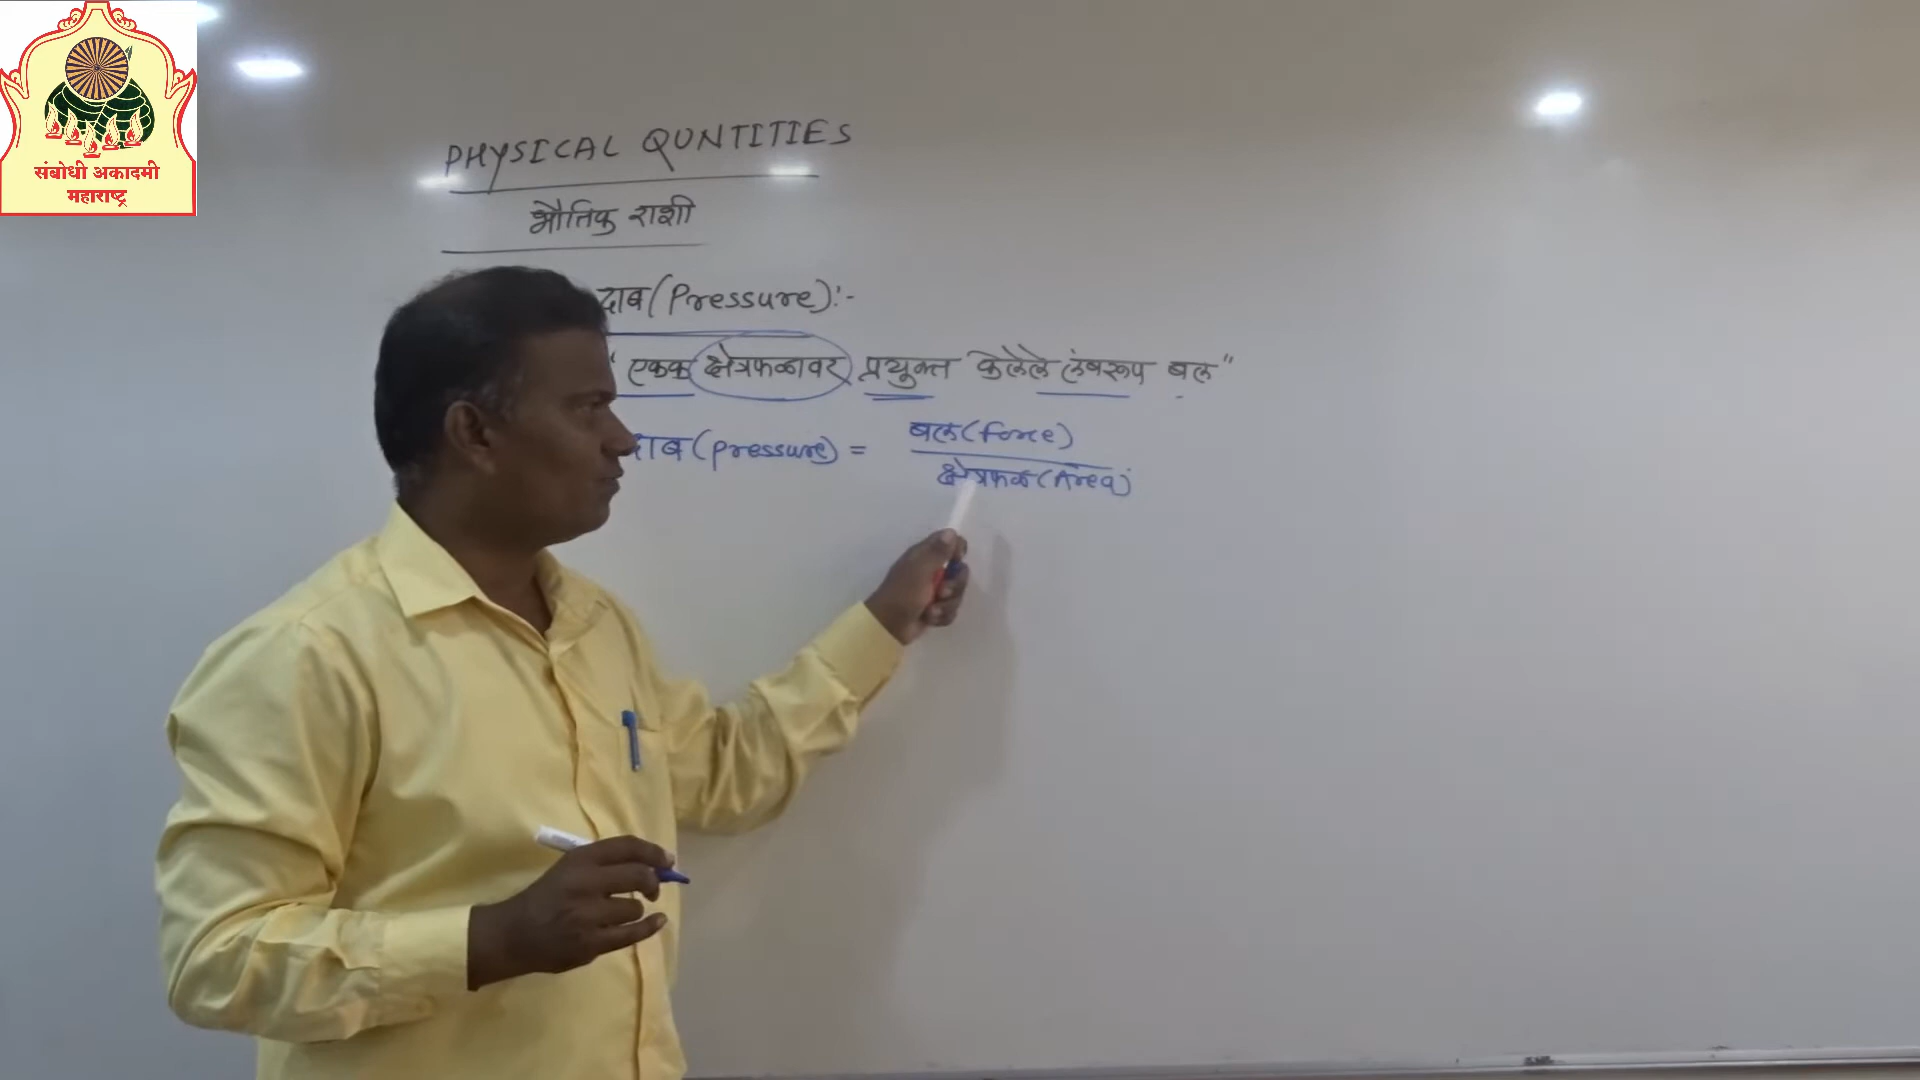 संबोधी अकादमी
महाराष्ट्र
PHYSICAL QUNTITIES
भौतिक राशी
दाब (Pressure):-
" एकक क्षेत्रफळावर प्रयुक्त केलेले लंबरूप बल "
दाब (pressure) = बल (force)
क्षेत्रफळ (Area)